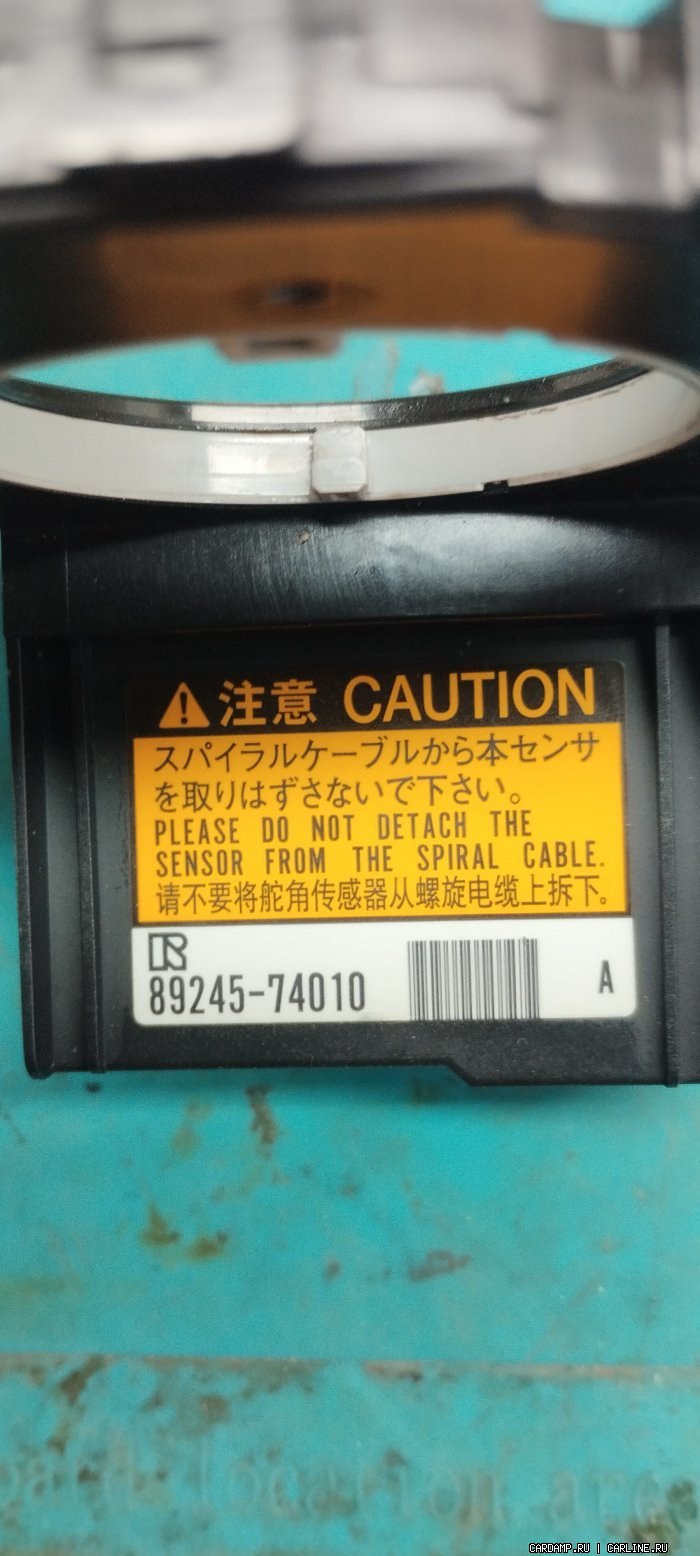 注意 CAUTION
スパイラルケーブルから本センサ
を取りはずさないで下さい。
PLEASE DO NOT DETACH THE
SENSOR FROM THE SPIRAL CABLE.
请不要将舵角传感器从螺旋电缆上拆下。
R
89245-74010
A
location area
CARDAMP.RU | CARLINE.RU